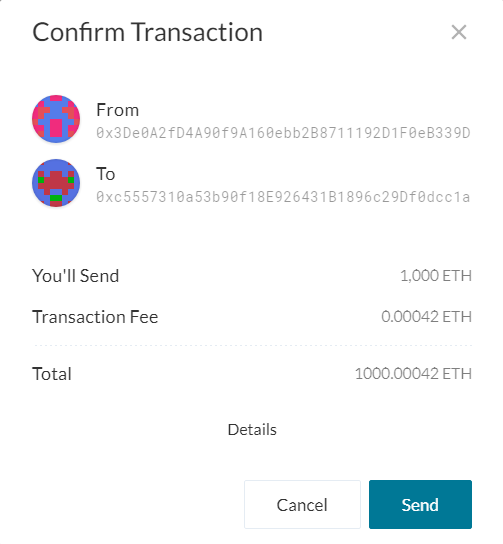 Confirm Transaction
From
0x3De0A2fD4A90f9A160ebb2B8711192D1F0eB339D
To
0xc5557310a53b90f18E926431B1896c29Df0dcc1a
You'll Send 1,000 ETH
Transaction Fee 0.00042 ETH
Total 1000.00042 ETH
Details
Cancel Send